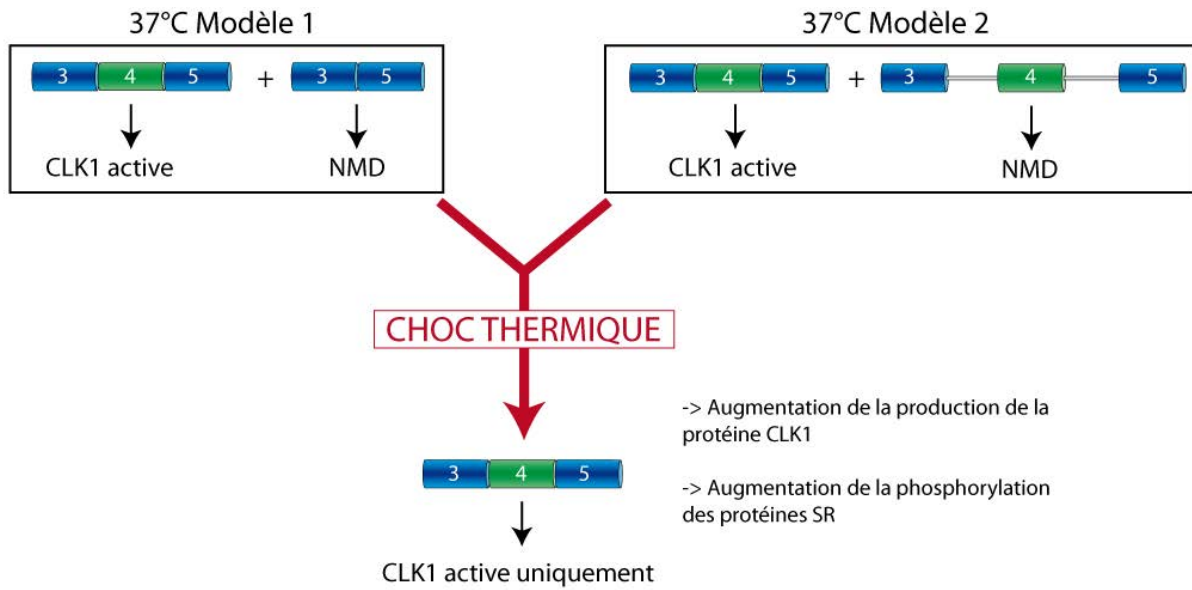 37°C Modèle 1
37°C Modèle 2
3 4 5 + 3 5
3 4 5 + 3 4 5
CLK1 active
NMD
CLK1 active
NMD
CHOC THERMIQUE
-> Augmentation de la production de la
protéine CLK1
3 4 5
-> Augmentation de la phosphorylation
des protéines SR
CLK1 active uniquement